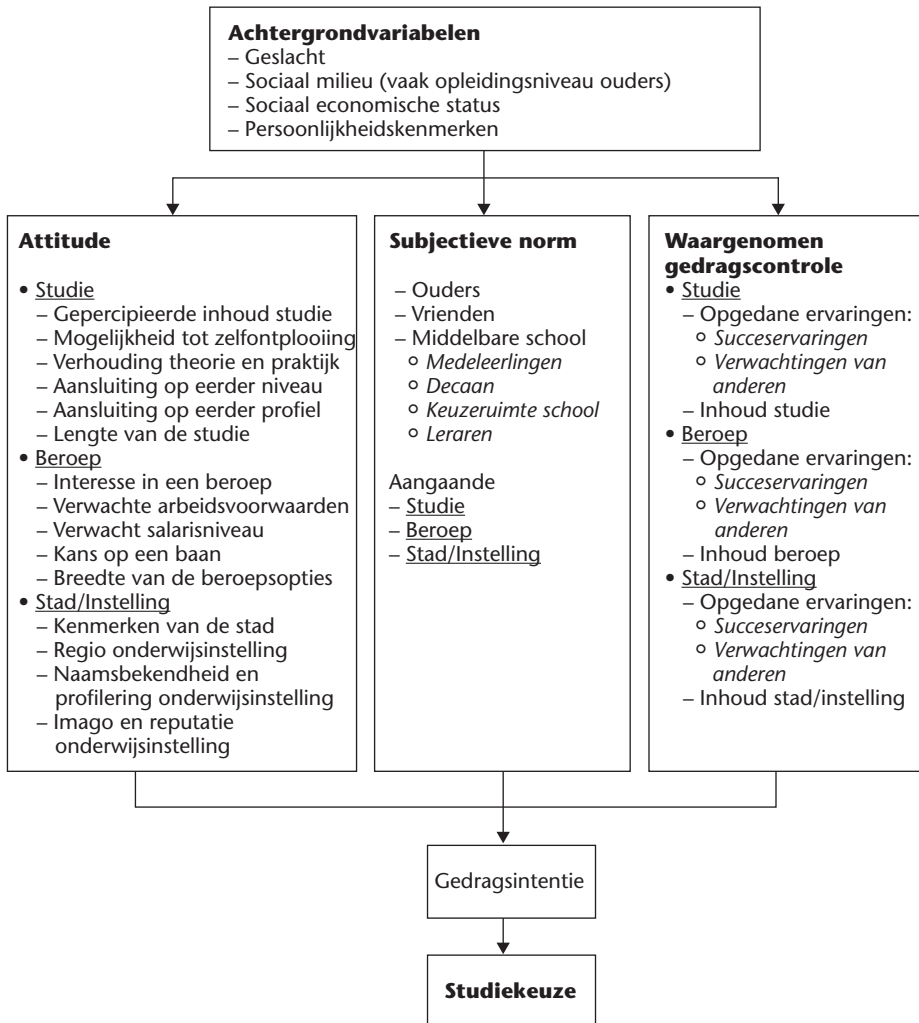 Achtergrondvariabelen
– Geslacht
– Sociaal milieu (vaak opleidingsniveau ouders)
– Sociaal economische status
– Persoonlijkheidskenmerken
Attitude
• Studie
– Gepercipieerde inhoud studie
– Mogelijkheid tot zelfontplooiing
– Verhouding theorie en praktijk
– Aansluiting op eerder niveau
– Aansluiting op eerder profiel
– Lengte van de studie
• Beroep
– Interesse in een beroep
– Verwachte arbeidsvoorwaarden
– Verwacht salarisniveau
– Kans op een baan
– Breedte van de beroepsopties
• Stad/Instelling
– Kenmerken van de stad
– Regio onderwijsinstelling
– Naamsbekendheid en
profilering onderwijsinstelling
– Imago en reputatie
onderwijsinstelling
Subjectieve norm
– Ouders
– Vrienden
– Middelbare school
o Medeleerlingen
o Decaan
o Keuzeruimte school
o Leraren
Aangaande
– Studie
– Beroep
– Stad/Instelling
Waargenomen
gedragscontrole
• Studie
– Opgedane ervaringen:
o Succeservaringen
o Verwachtingen van
anderen
– Inhoud studie
• Beroep
– Opgedane ervaringen:
o Succeservaringen
o Verwachtingen van
anderen
– Inhoud beroep
• Stad/Instelling
– Opgedane ervaringen:
o Succeservaringen
o Verwachtingen van
anderen
– Inhoud stad/instelling
Gedragsintentie
Studiekeuze